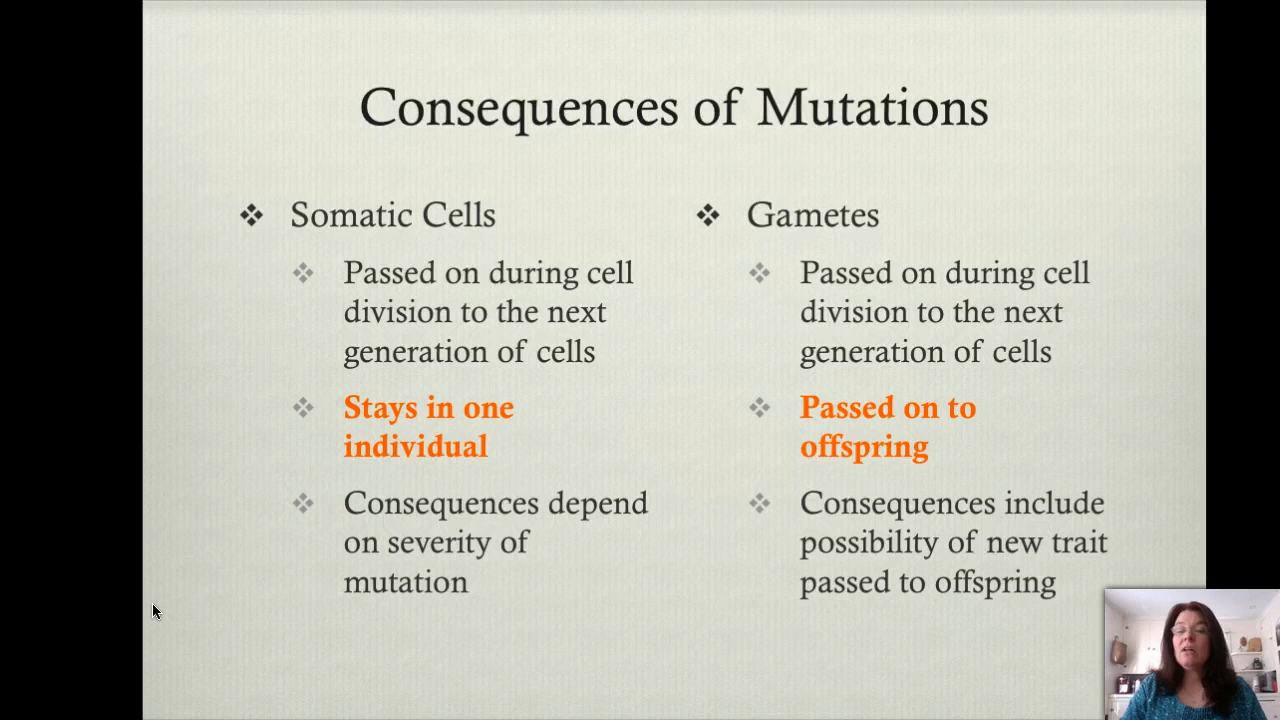 Consequences of Mutations
Somatic Cells
Passed on during cell
division to the next
generation of cells
Stays in one
individual
Consequences depend
on severity of
mutation
Gametes
Passed on during cell
division to the next
generation of cells
Passed on to
offspring
Consequences include
possibility of new trait
passed to offspring